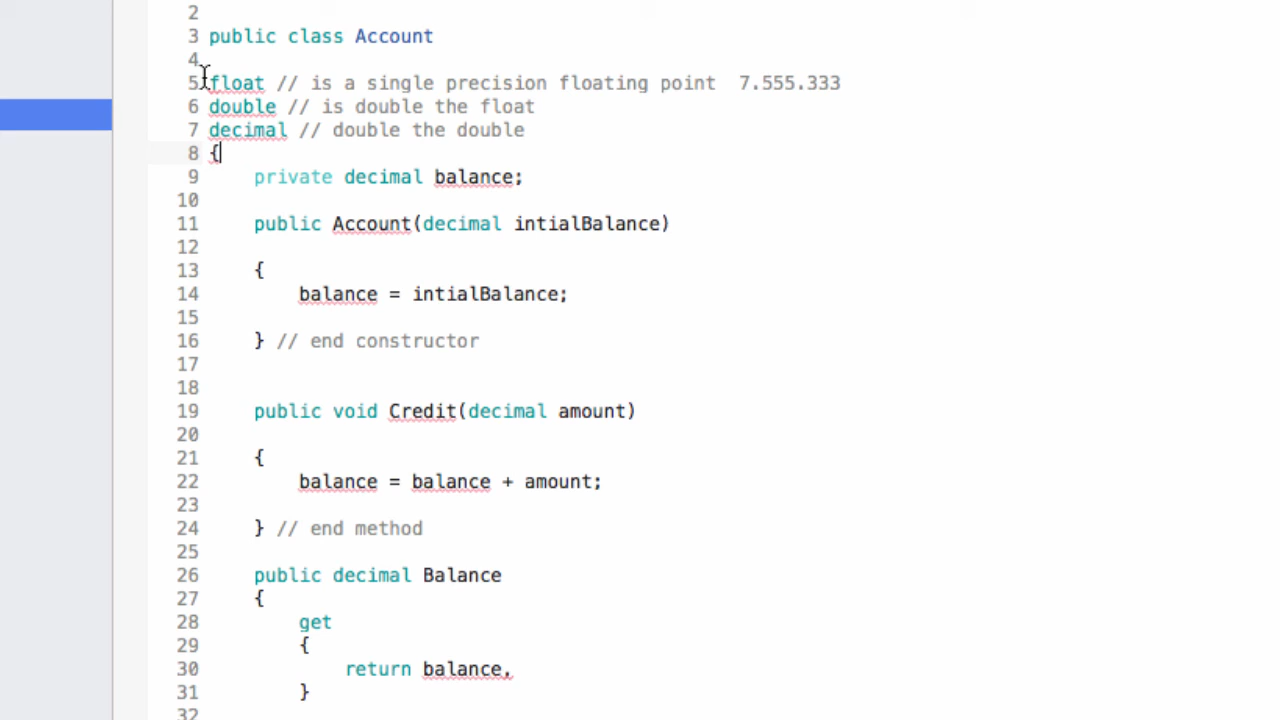 2
3 public class Account
4
5 float // is a single precision floating point  7.555.333
6 double // is double the float
7 decimal // double the double
8 {
9     private decimal balance;
10
11     public Account(decimal intialBalance)
12
13     {
14         balance = intialBalance;
15
16     } // end constructor
17
18
19     public void Credit(decimal amount)
20
21     {
22         balance = balance + amount;
23
24     } // end method
25
26     public decimal Balance
27     {
28         get
29         {
30             return balance,
31         }
32